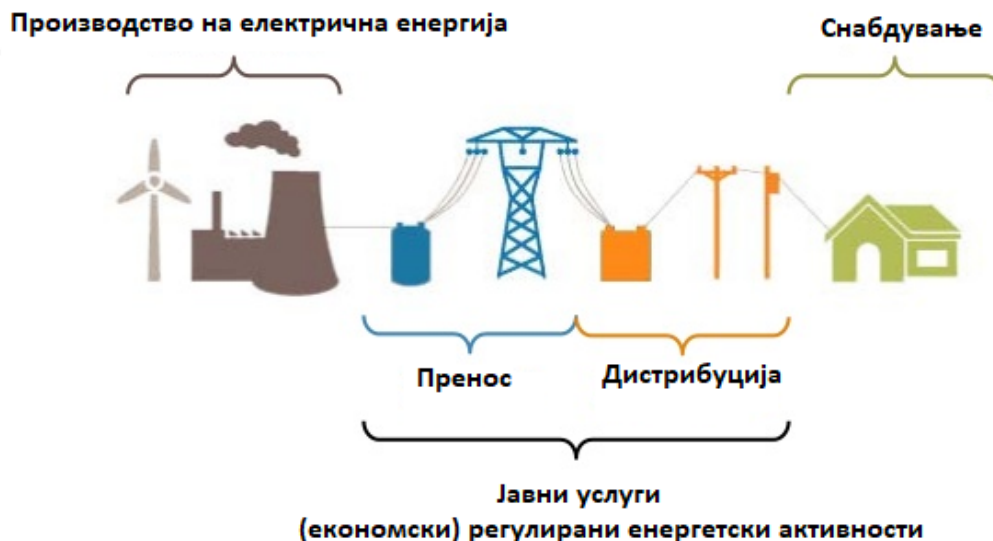 Производство на електрична енергија
Снабдување
Пренос
Дистрибуција
Јавни услуги
(економски) регулирани енергетски активности